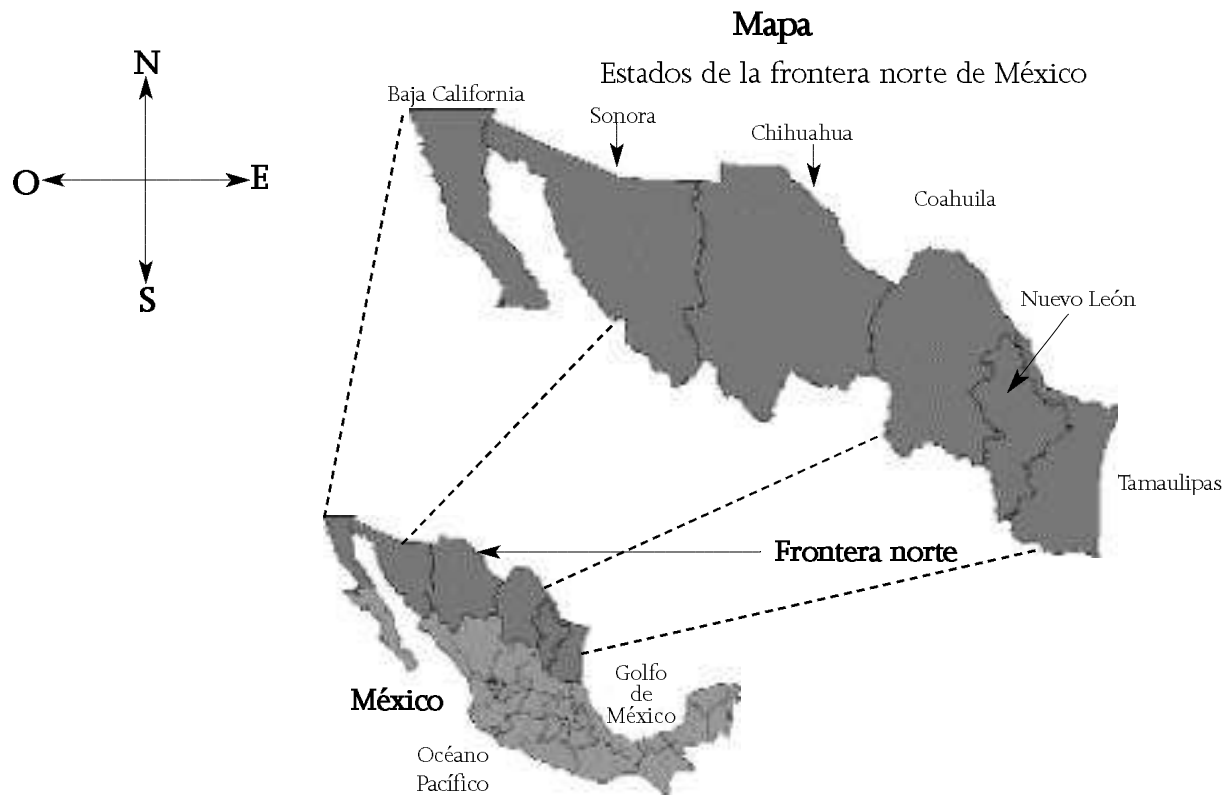 Mapa
Estados de la frontera norte de México
N
O
E
S
Baja California
Sonora
Chihuahua
Coahuila
Nuevo León
Tamaulipas
Frontera norte
México
Golfo
de
México
Océano
Pacífico